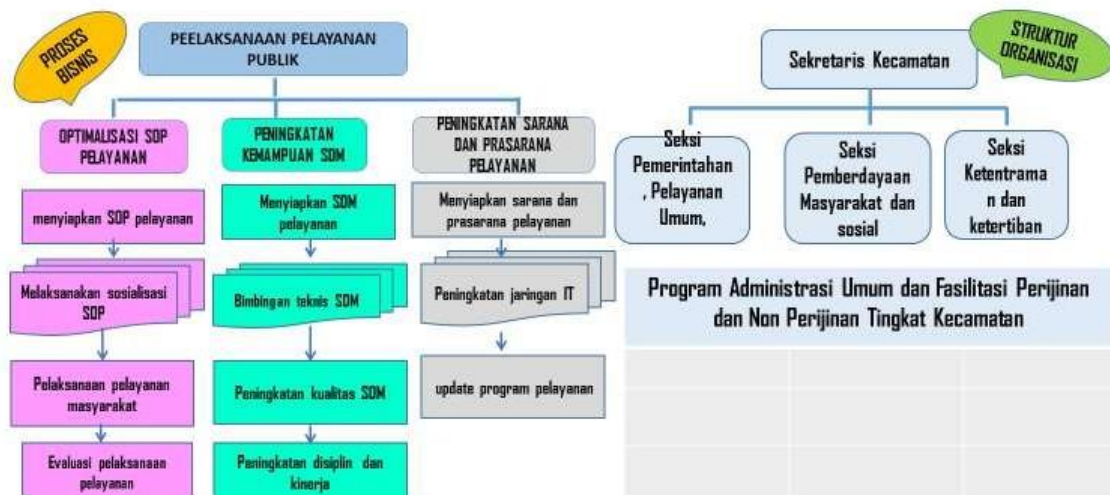 PROSES
BISNIS
PEELAKSANAAN PELAYANAN
PUBLIK
OPTIMALISASI SOP
PELAYANAN
menyiapkan SOP pelayanan
Melaksanakan sosialisasi
SOP
Pelaksanaan pelayanan
masyarakat
Evaluasi pelaksanaan
pelayanan
PENINGKATAN
KEMAMPUAN SDM
Menyiapkan SDM
pelayanan
Bimbingan teknis SDM
Peningkatan kualitas SDM
Peningkatan disiplin dan
kinerja
PENINGKATAN SARANA
DAN PRASARANA
PELAYANAN
Menyiapkan sarana dan
prasarana pelayanan
Peningkatan jaringan IT
update program pelayanan
STRUKTUR
ORGANISASI
Sekretaris Kecamatan
Seksi
Pemerintahan
, Pelayanan
Umum,
Seksi
Pemberdayaan
Masyarakat dan
sosial
Seksi
Ketentrama
n dan
ketertiban
Program Administrasi Umum dan Fasilitasi Perijinan
dan Non Perijinan Tingkat Kecamatan